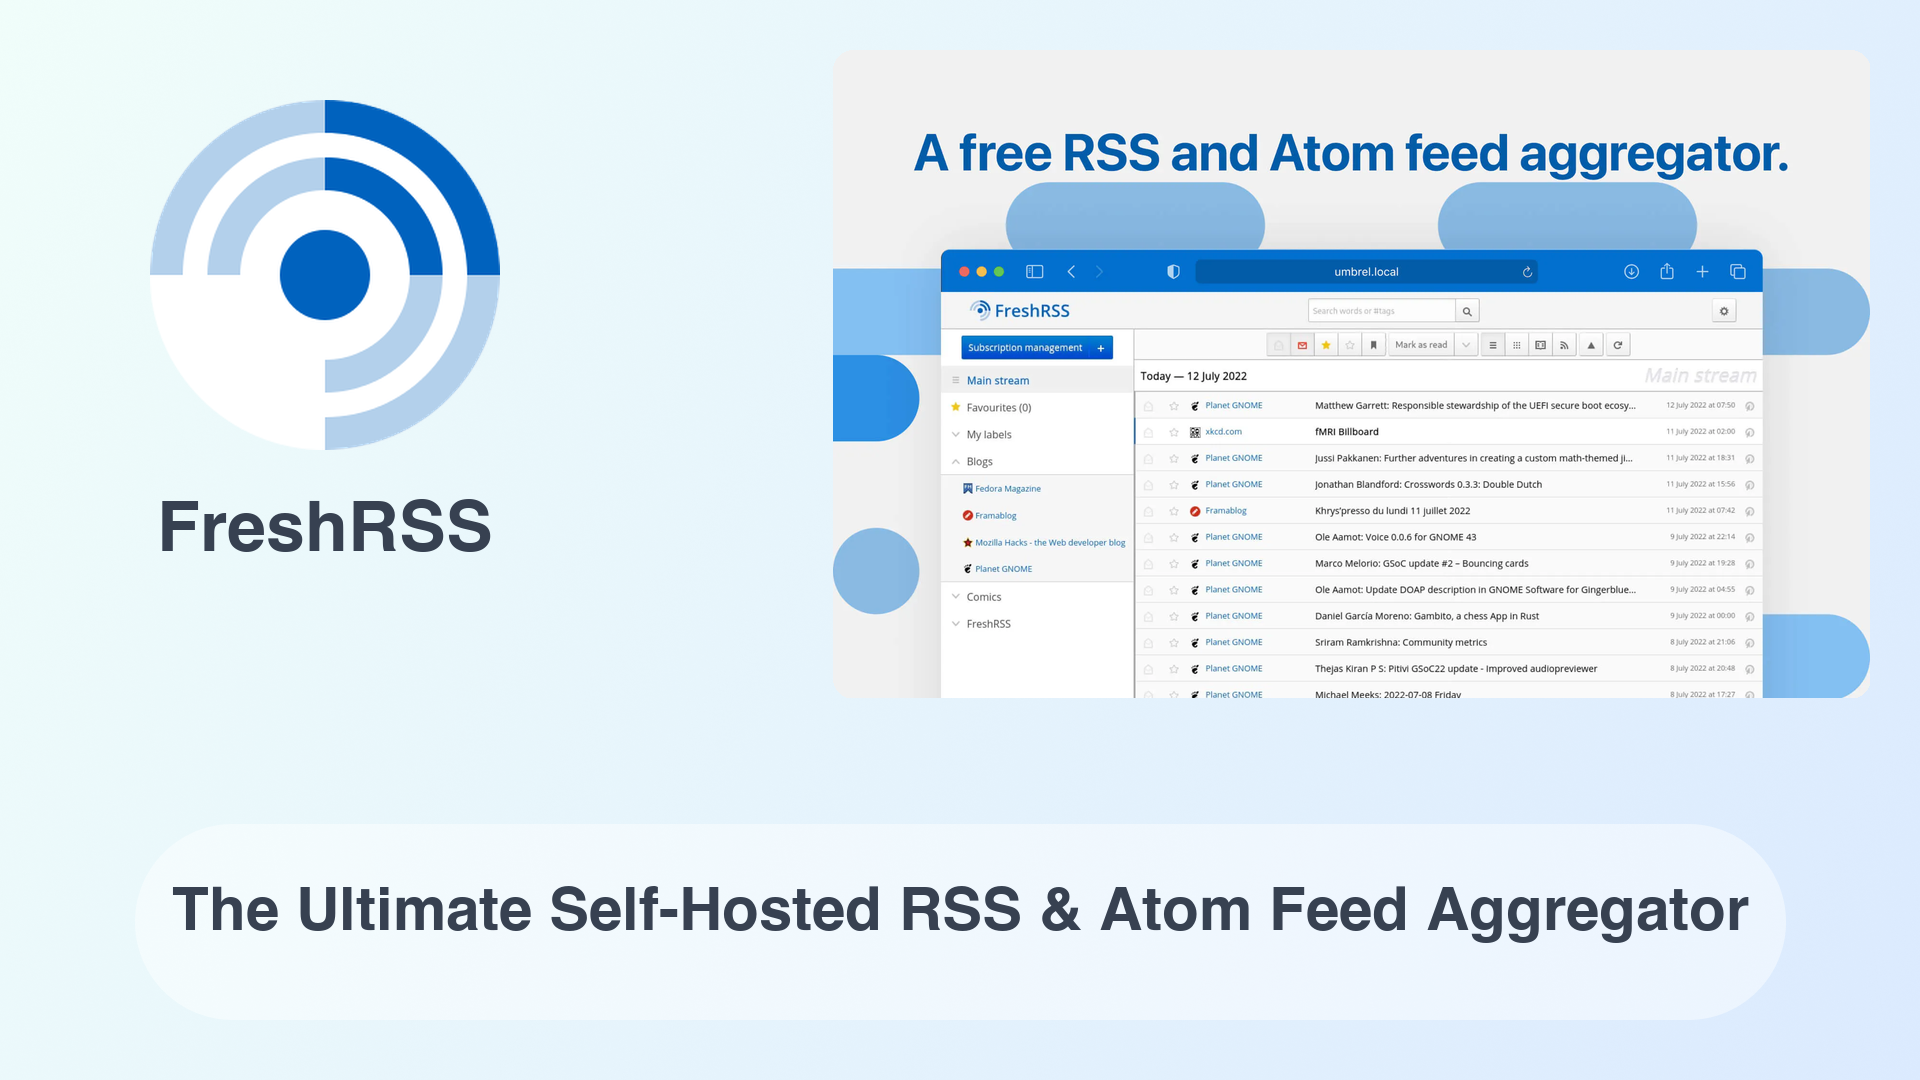 FreshRSS
A free RSS and Atom feed aggregator.
umbrel.local
FreshRSS
Search words or #tags
Subscription management +
Mark as read
Main stream
Favourites (0)
My labels
Blogs
Fedora Magazine
Framablog
Mozilla Hacks - the Web developer blog
Planet GNOME
Comics
FreshRSS
Today — 12 July 2022 Main stream
Planet GNOME Matthew Garrett: Responsible stewardship of the UEFI secure boot ecosy... 12 July 2022 at 07:50
xkcd.com fMRI Billboard 11 July 2022 at 02:00
Planet GNOME Jussi Pakkanen: Further adventures in creating a custom math-themed ji... 11 July 2022 at 18:31
Planet GNOME Jonathan Blandford: Crosswords 0.3.3: Double Dutch 11 July 2022 at 15:56
Framablog Khrys'presso du lundi 11 juillet 2022 11 July 2022 at 07:42
Planet GNOME Ole Aamot: Voice 0.0.6 for GNOME 43 9 July 2022 at 22:14
Planet GNOME Marco Melorio: GSoC update #2 – Bouncing cards 9 July 2022 at 19:28
Planet GNOME Ole Aamot: Update DOAP description in GNOME Software for Gingerblue... 9 July 2022 at 04:55
Planet GNOME Daniel García Moreno: Gambito, a chess App in Rust 9 July 2022 at 00:00
Planet GNOME Sriram Ramkrishna: Community metrics 8 July 2022 at 21:06
Planet GNOME Thejas Kiran P S: Pitivi GSoC22 update - Improved audiopreviewer 8 July 2022 at 20:48
Planet GNOME Michael Meeks: 2022-07-08 Friday 8 July 2022 at 17:27
The Ultimate Self-Hosted RSS & Atom Feed Aggregator